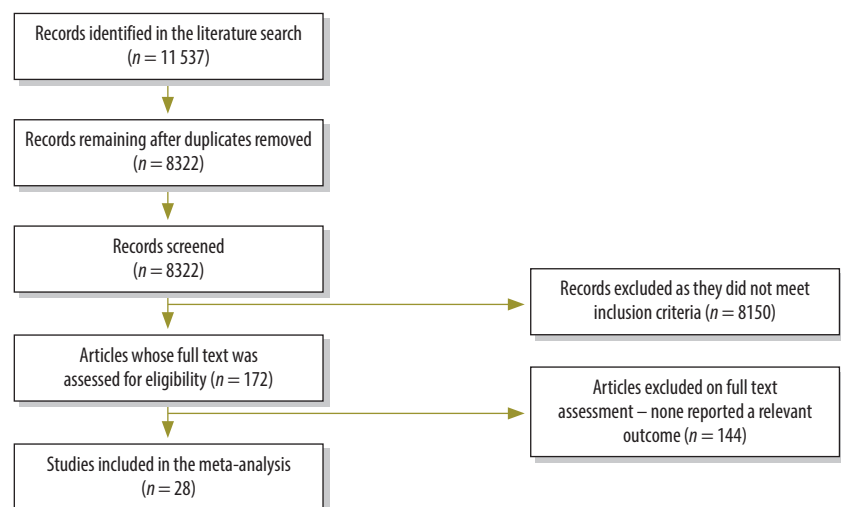 Records identified in the literature search
(n = 11 537)
Records remaining after duplicates removed
(n = 8322)
Records screened
(n = 8322)
Records excluded as they did not meet
inclusion criteria (n = 8150)
Articles whose full text was
assessed for eligibility (n = 172)
Articles excluded on full text
assessment – none reported a relevant
outcome (n = 144)
Studies included in the meta-analysis
(n = 28)